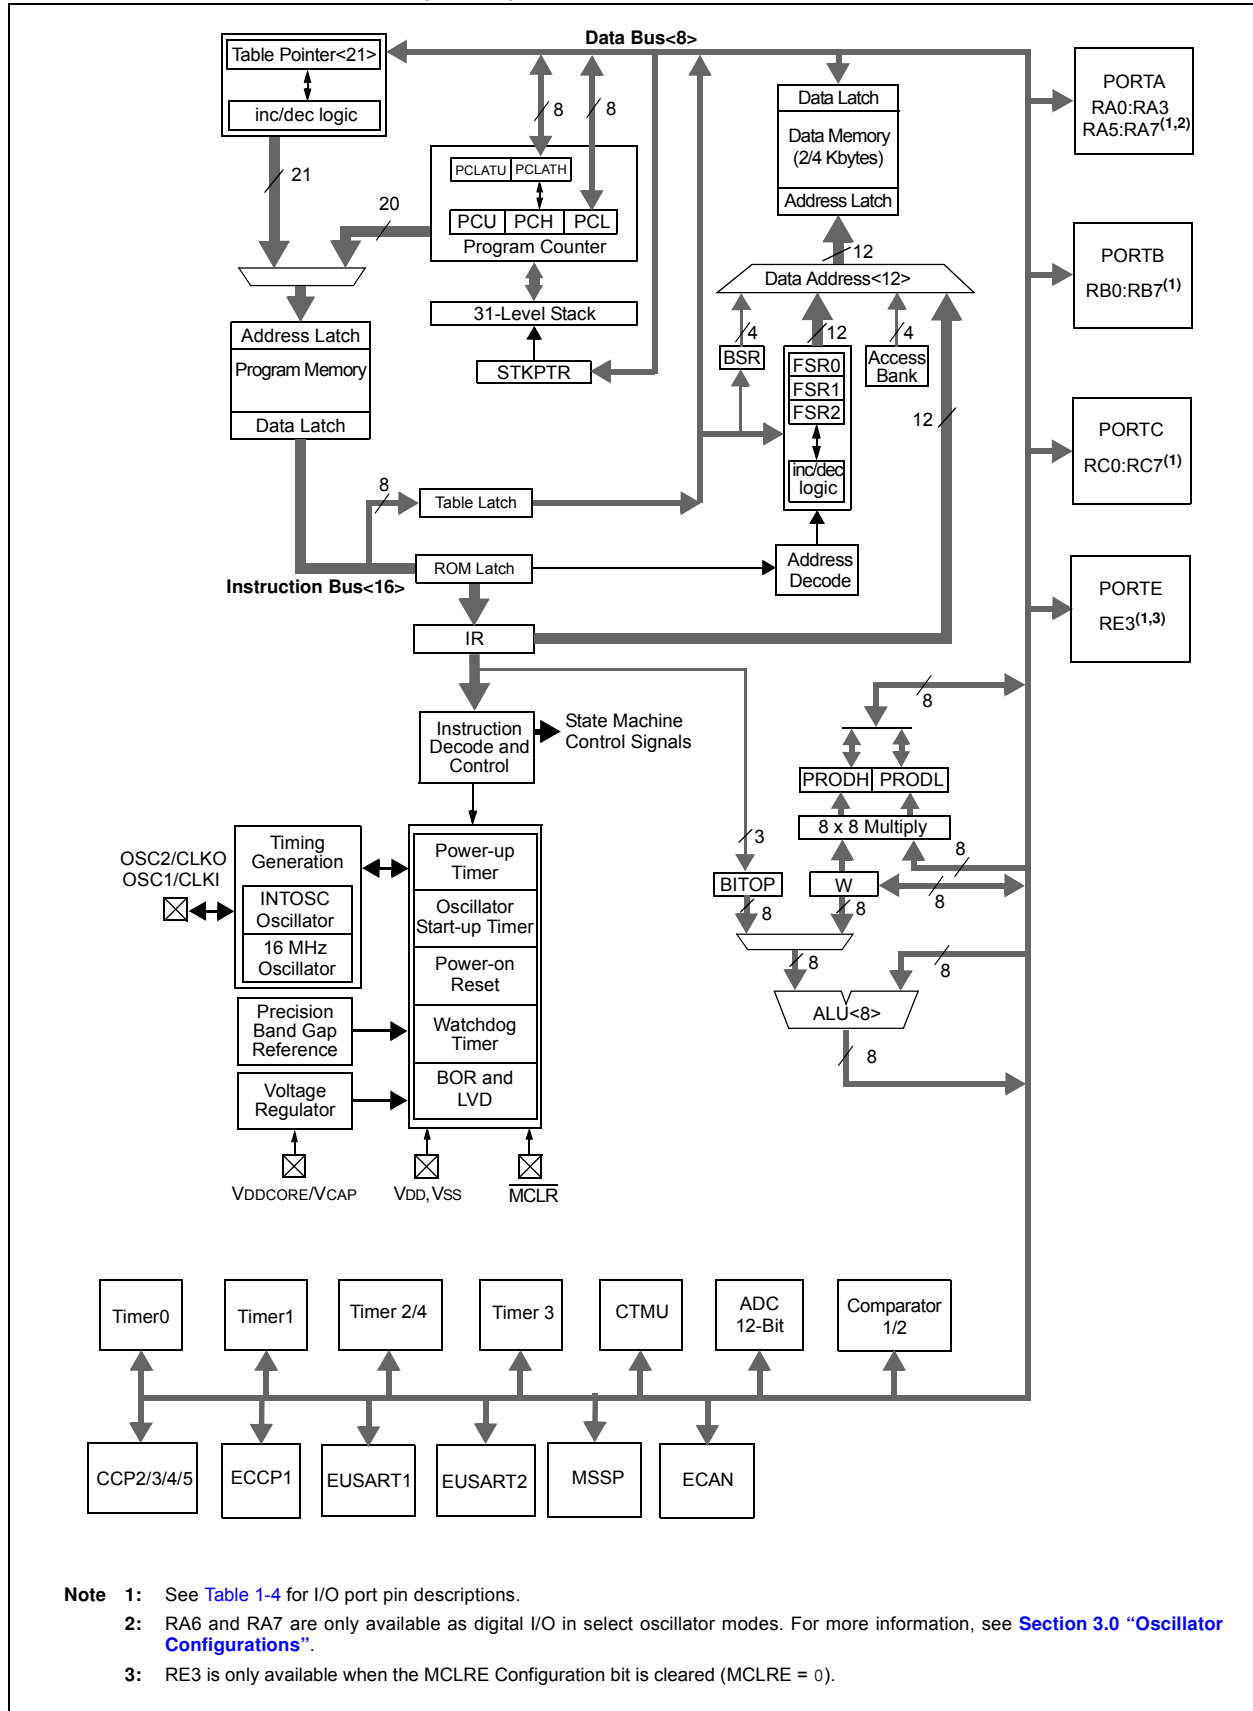 Data Bus<8>
Table Pointer<21>
inc/dec logic
21
20
8
8
PCLATU PCLATH
PCU PCH PCL
Program Counter
31-Level Stack
STKPTR
Address Latch
Program Memory
Data Latch
8
Table Latch
ROM Latch
Instruction Bus<16>
IR
Data Latch
Data Memory
(2/4 Kbytes)
Address Latch
12
Data Address<12>
4
12
4
BSR
FSR0
FSR1
FSR2
inc/dec
logic
Access
Bank
12
Address
Decode
PORTA
RA0:RA3
RA5:RA7(1,2)
PORTB
RB0:RB7(1)
PORTC
RC0:RC7(1)
PORTE
RE3(1,3)
Instruction
Decode and
Control
State Machine
Control Signals
8
PRODH PRODL
8 x 8 Multiply
3
8
BITOP
W
8
8
8
8
8
ALU<8>
8
OSC2/CLKO
OSC1/CLKI
Timing
Generation
INTOSC
Oscillator
16 MHz
Oscillator
Precision
Band Gap
Reference
Voltage
Regulator
Power-up
Timer
Oscillator
Start-up Timer
Power-on
Reset
Watchdog
Timer
BOR and
LVD
VDDCORE/VCAP
VDD, VSS
MCLR
Timer0
Timer1
Timer 2/4
Timer 3
CTMU
ADC
12-Bit
Comparator
1/2
CCP2/3/4/5
ECCP1
EUSART1
EUSART2
MSSP
ECAN
Note 1: See Table 1-4 for I/O port pin descriptions.
2: RA6 and RA7 are only available as digital I/O in select oscillator modes. For more information, see Section 3.0 “Oscillator
Configurations”.
3: RE3 is only available when the MCLRE Configuration bit is cleared (MCLRE = 0).